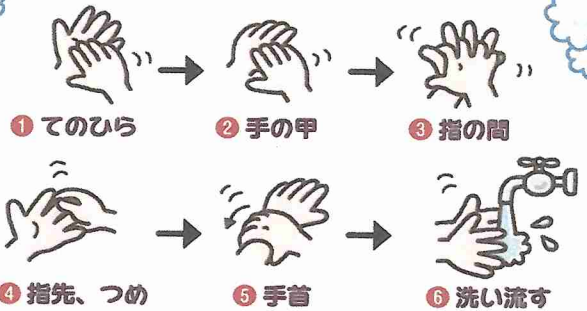 ❶ てのひら
❷ 手の甲
❸ 指の間
❹ 指先、つめ
❺ 手首
❻ 洗い流す